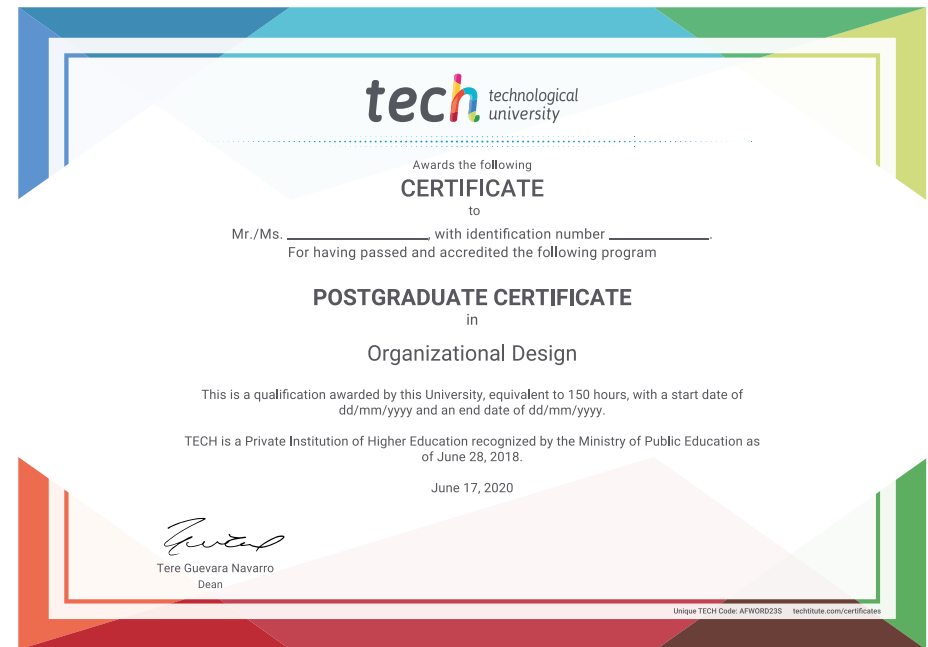 tech technological
university
Awards the following
CERTIFICATE
to
Mr./Ms. ____________________, with identification number ______________.
For having passed and accredited the following program
POSTGRADUATE CERTIFICATE
in
Organizational Design
This is a qualification awarded by this University, equivalent to 150 hours, with a start date of
dd/mm/yyyy and an end date of dd/mm/yyyy.
TECH is a Private Institution of Higher Education recognized by the Ministry of Public Education as
of June 28, 2018.
June 17, 2020
Tere Guevara Navarro
Dean
Unique TECH Code: AFWORD23S techtitute.com/certificates